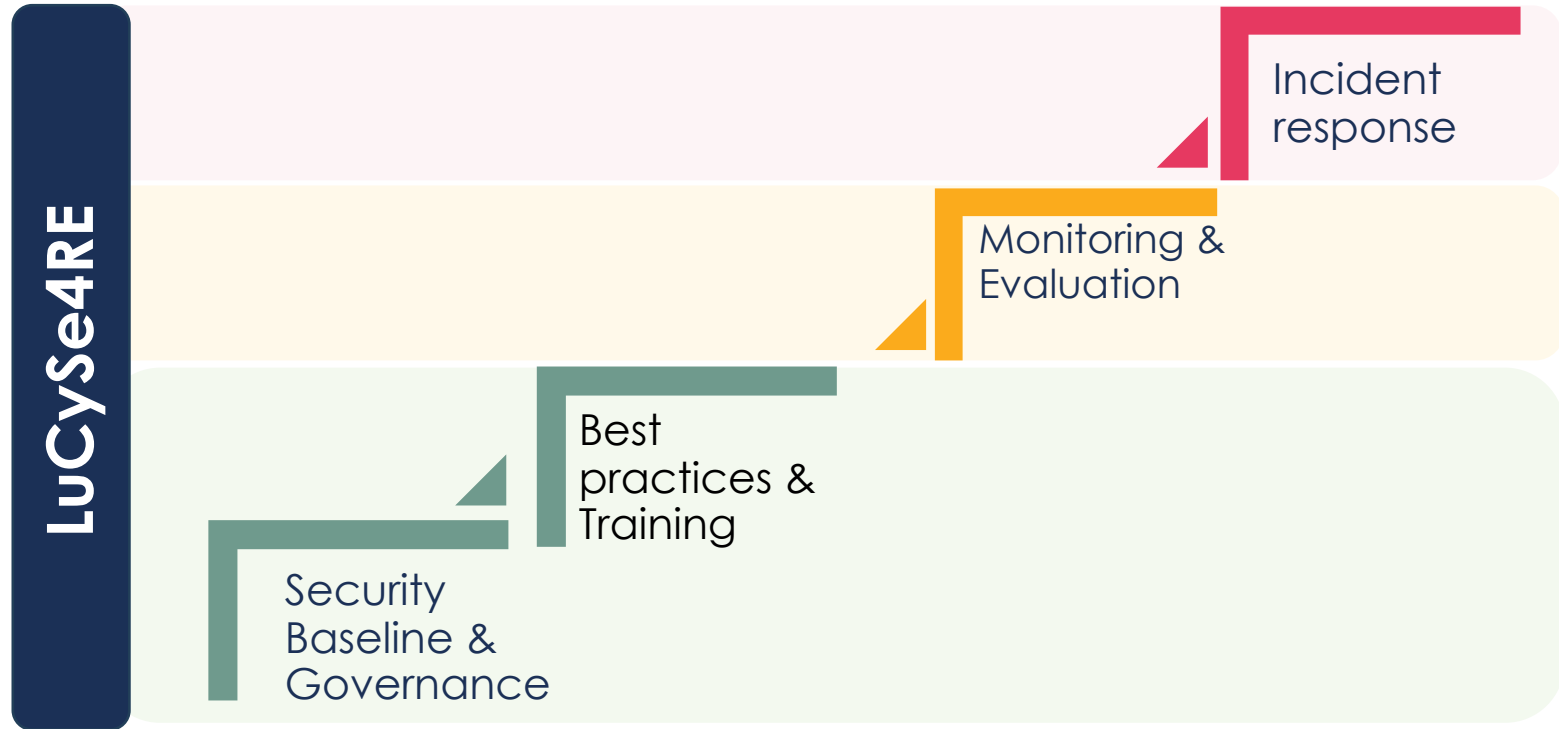 LuCySe4RE
Incident
response
Monitoring &
Evaluation
Best
practices &
Training
Security
Baseline &
Governance